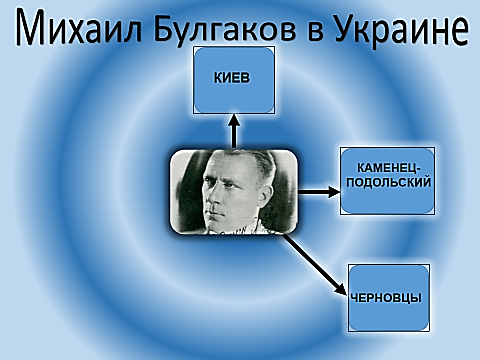 Михаил Булгаков в Украине
КИЕВ
КАМЕНЕЦ-
ПОДОЛЬСКИЙ
ЧЕРНОВЦЫ